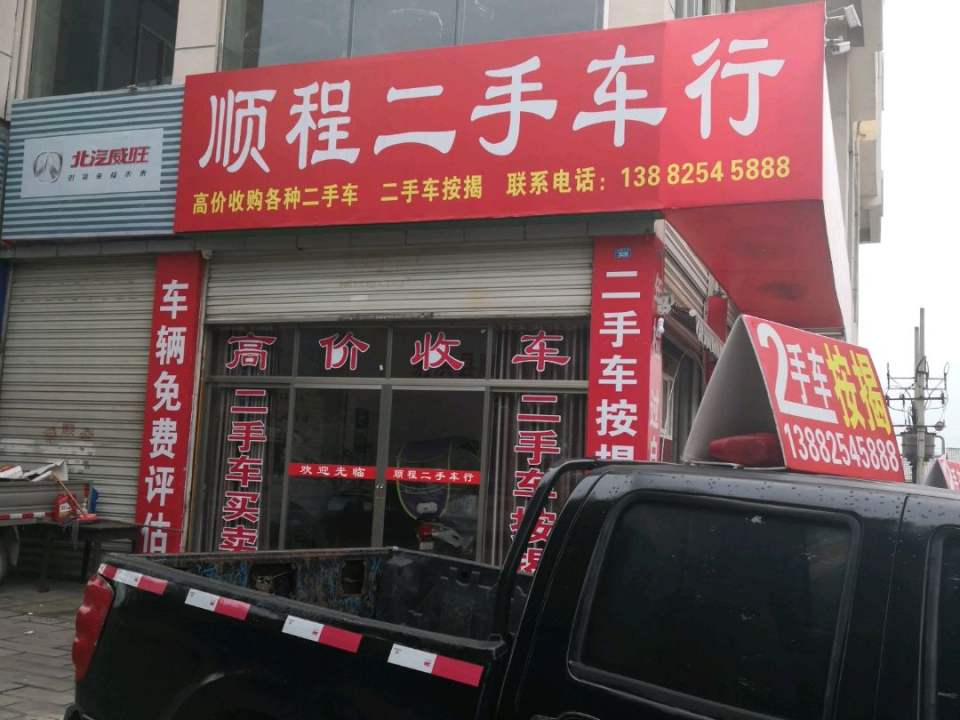 顺程二手车行
高价收购各种二手车 二手车按揭 联系电话：13882545888
北汽威旺
车辆免费评估
高价收车
二手车买卖
欢迎光临
顺程二手车行
二手车按揭
二手车按揭
2手车按揭
13882545888